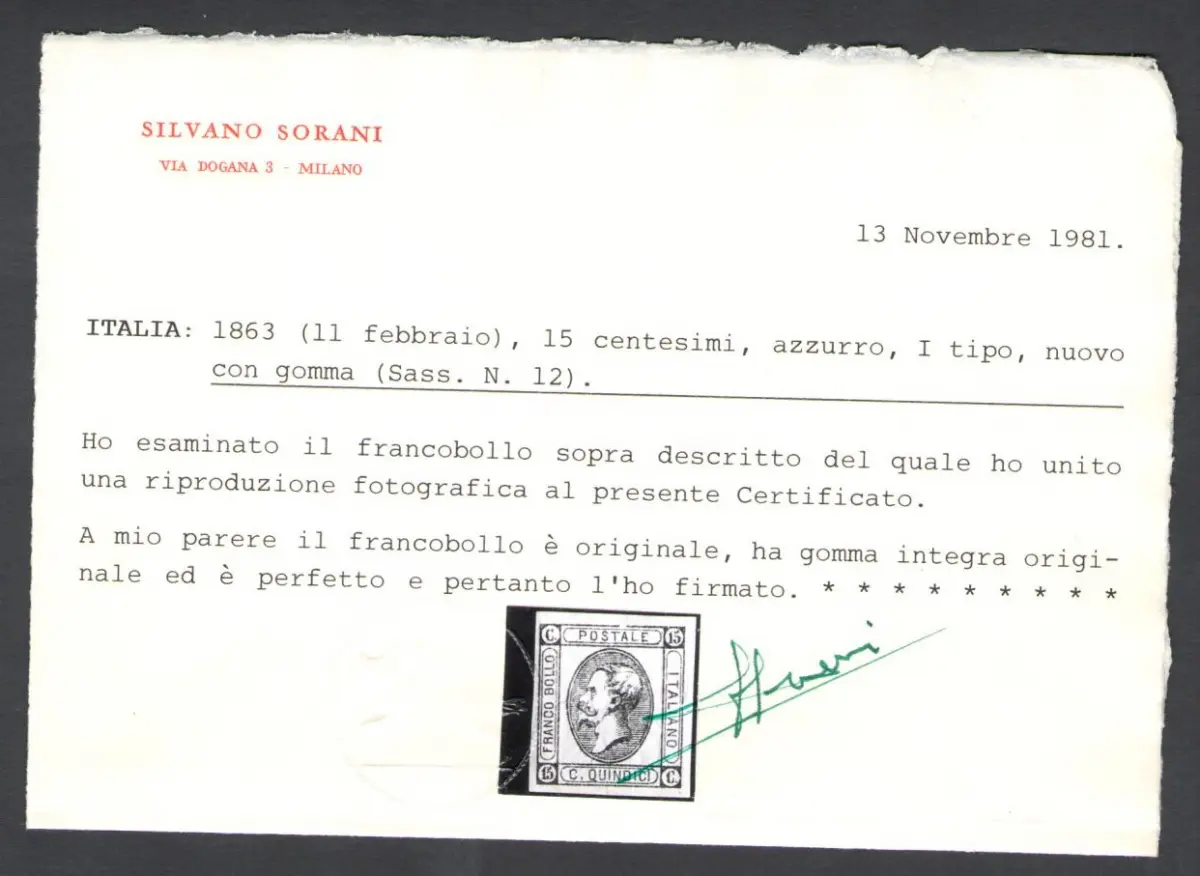 SILVANO SORANI
VIA DOGANA 3 - MILANO
13 Novembre 1981.
ITALIA: 1863 (11 febbraio), 15 centesimi, azzurro, I tipo, nuovo
con gomma (Sass. N. 12).
Ho esaminato il francobollo sopra descritto del quale ho unito
una riproduzione fotografica al presente Certificato.
A mio parere il francobollo è originale, ha gomma integra origi-
nale ed è perfetto e pertanto l'ho firmato. * * * * * * * * *
C. POSTALE 15
FRANCO BOLLO
ITALIANO
15 C. QUINDICI C.